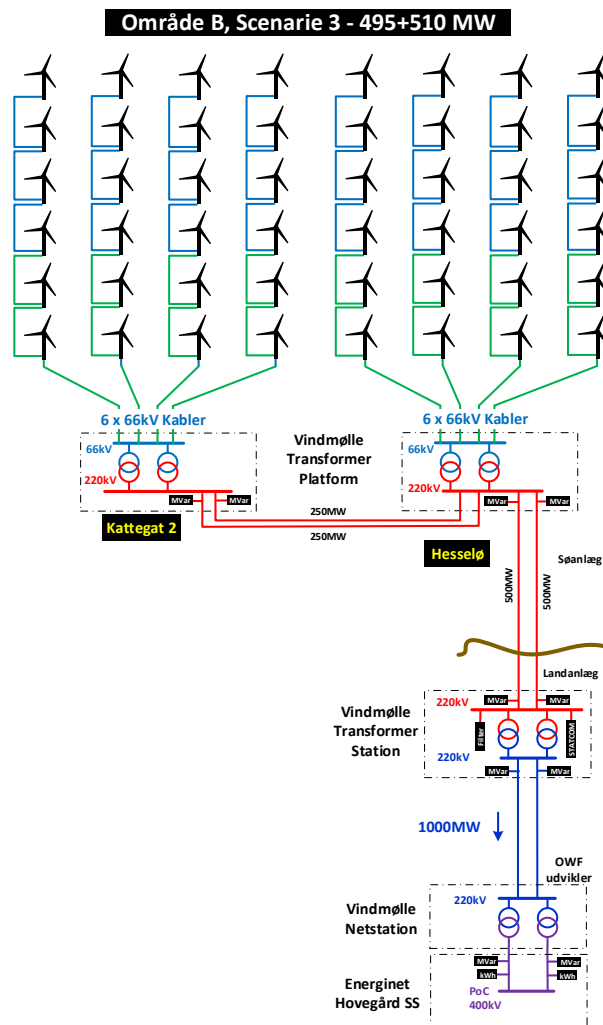 Område B, Scenarie 3 - 495+510 MW
6 x 66kV Kabler
6 x 66kV Kabler
66kV
Vindmølle
Transformer
Platform
66kV
220kV
220kV
MVar
MVar
MVar
MVar
Kattegat 2
250MW
250MW
Hesselø
Søanlæg
500MW
500MW
Landanlæg
220kV
MVar
MVar
Vindmølle
Transformer
Station
Filter
STATCOM
220kV
MVar
MVar
1000MW
OWF
udvikler
220kV
Vindmølle
Netstation
MVar
MVar
kWh
kWh
Energinet
Hovegård SS
PoC
400kV